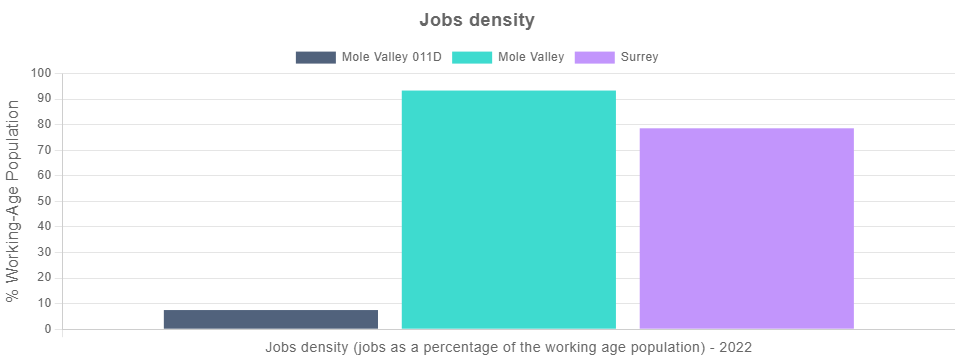 Jobs density
Mole Valley 011D Mole Valley Surrey
% Working-Age Population
100
90
80
70
60
50
40
30
20
10
0
Jobs density (jobs as a percentage of the working age population) - 2022